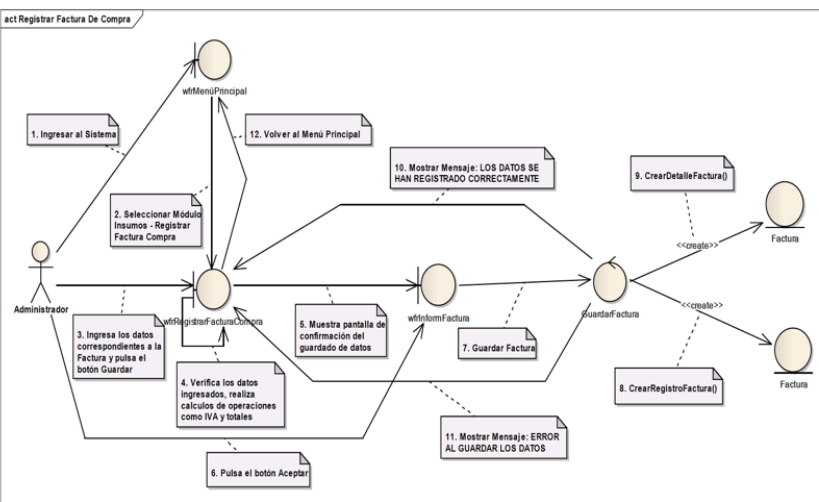 act Registrar Factura De Compra
wfrMenúPrincipal
1. Ingresar al Sistema
12. Volver al Menú Principal
10. Mostrar Mensaje: LOS DATOS SE
HAN REGISTRADO CORRECTAMENTE
9. CrearDetalleFactura()
2. Seleccionar Módulo
Insumos - Registrar
Factura Compra
<<create>>
Factura
Administrador
wfrRegistrarFacturaCompra
wfrInformFactura
GuardarFactura
<<create>>
3. Ingresa los datos
correspondientes a la
Factura y pulsa el
botón Guardar
5. Muestra pantalla de
confirmación del
guardado de datos
7. Guardar Factura
4. Verifica los datos
ingresados, realiza
calculos de operaciones
como IVA y totales
8. CrearRegistroFactura()
Factura
11. Mostrar Mensaje: ERROR
AL GUARDAR LOS DATOS
6. Pulsa el botón Aceptar